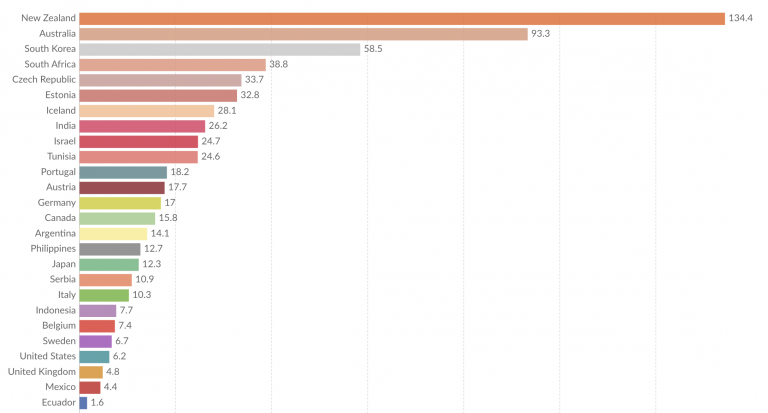 New Zealand 134.4
Australia 93.3
South Korea 58.5
South Africa 38.8
Czech Republic 33.7
Estonia 32.8
Iceland 28.1
India 26.2
Israel 24.7
Tunisia 24.6
Portugal 18.2
Austria 17.7
Germany 17
Canada 15.8
Argentina 14.1
Philippines 12.7
Japan 12.3
Serbia 10.9
Italy 10.3
Indonesia 7.7
Belgium 7.4
Sweden 6.7
United States 6.2
United Kingdom 4.8
Mexico 4.4
Ecuador 1.6